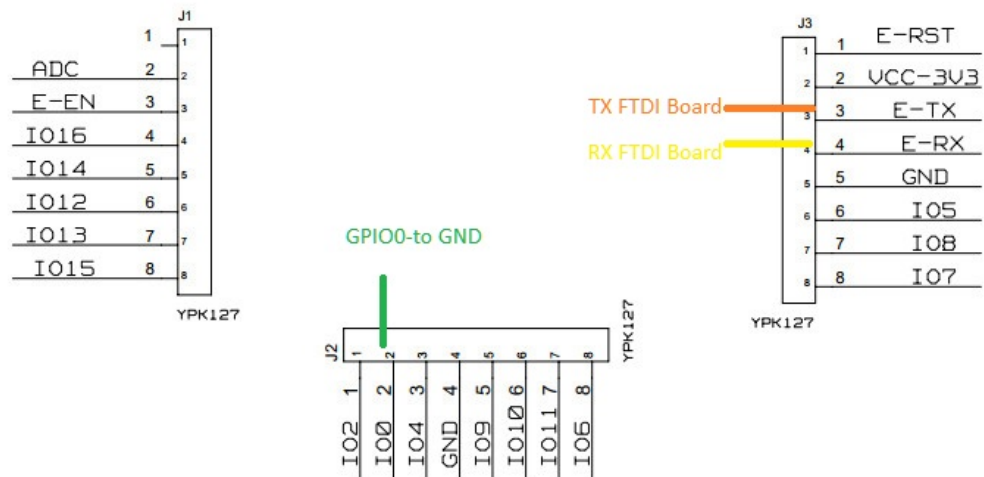 J1
1 1
ADC 2 2
E-EN 3 3
IO16 4 4
IO14 5 5
IO12 6 6
IO13 7 7
IO15 8 8
YPK127
J3
1 1 E-RST
2 2 VCC-3V3
TX FTDI Board 3 3 E-TX
RX FTDI Board 4 4 E-RX
5 5 GND
6 6 IO5
7 7 IO8
8 8 IO7
YPK127
GPIO0-to GND
J2
1 2 3 4 5 6 7 8
YPK127
1 2 3 4 5 6 7 8
IO2 IO0 IO4 GND IO9 IO10 IO11 IO6